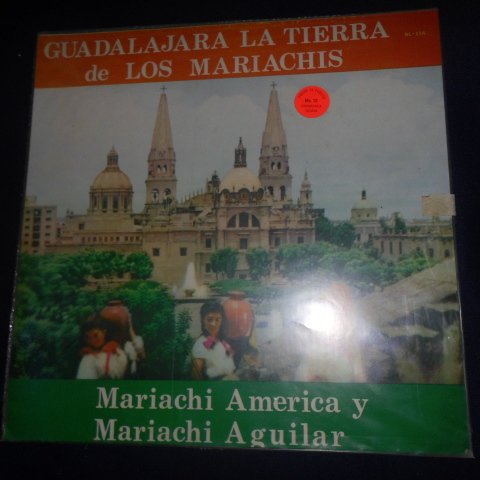 GUADALAJARA LA TIERRA
de LOS MARIACHIS
Mariachi America y
Mariachi Aguilar